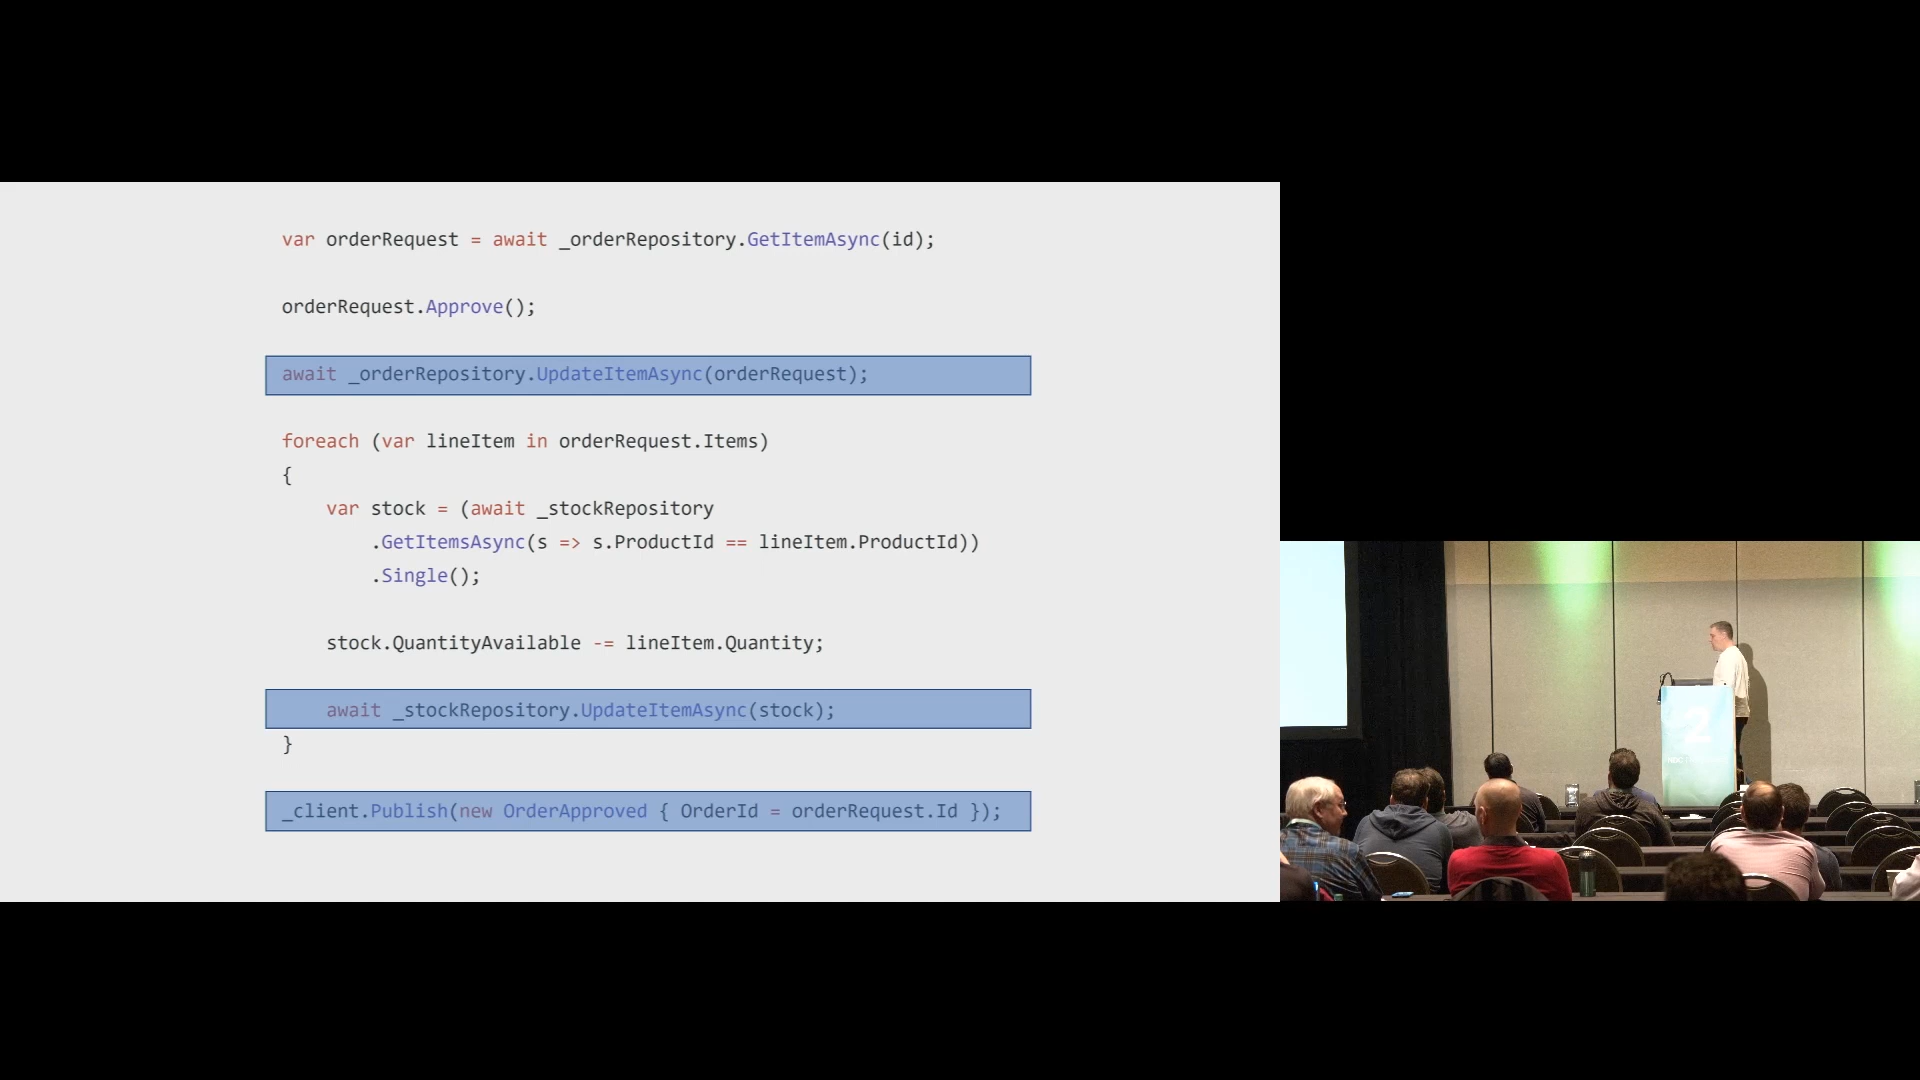 var orderRequest = await _orderRepository.GetItemAsync(id);
orderRequest.Approve();
await _orderRepository.UpdateItemAsync(orderRequest);
foreach (var lineItem in orderRequest.Items)
{
    var stock = (await _stockRepository
        .GetItemsAsync(s => s.ProductId == lineItem.ProductId))
        .Single();
    stock.QuantityAvailable -= lineItem.Quantity;
    await _stockRepository.UpdateItemAsync(stock);
}
_client.Publish(new OrderApproved { OrderId = orderRequest.Id });
2